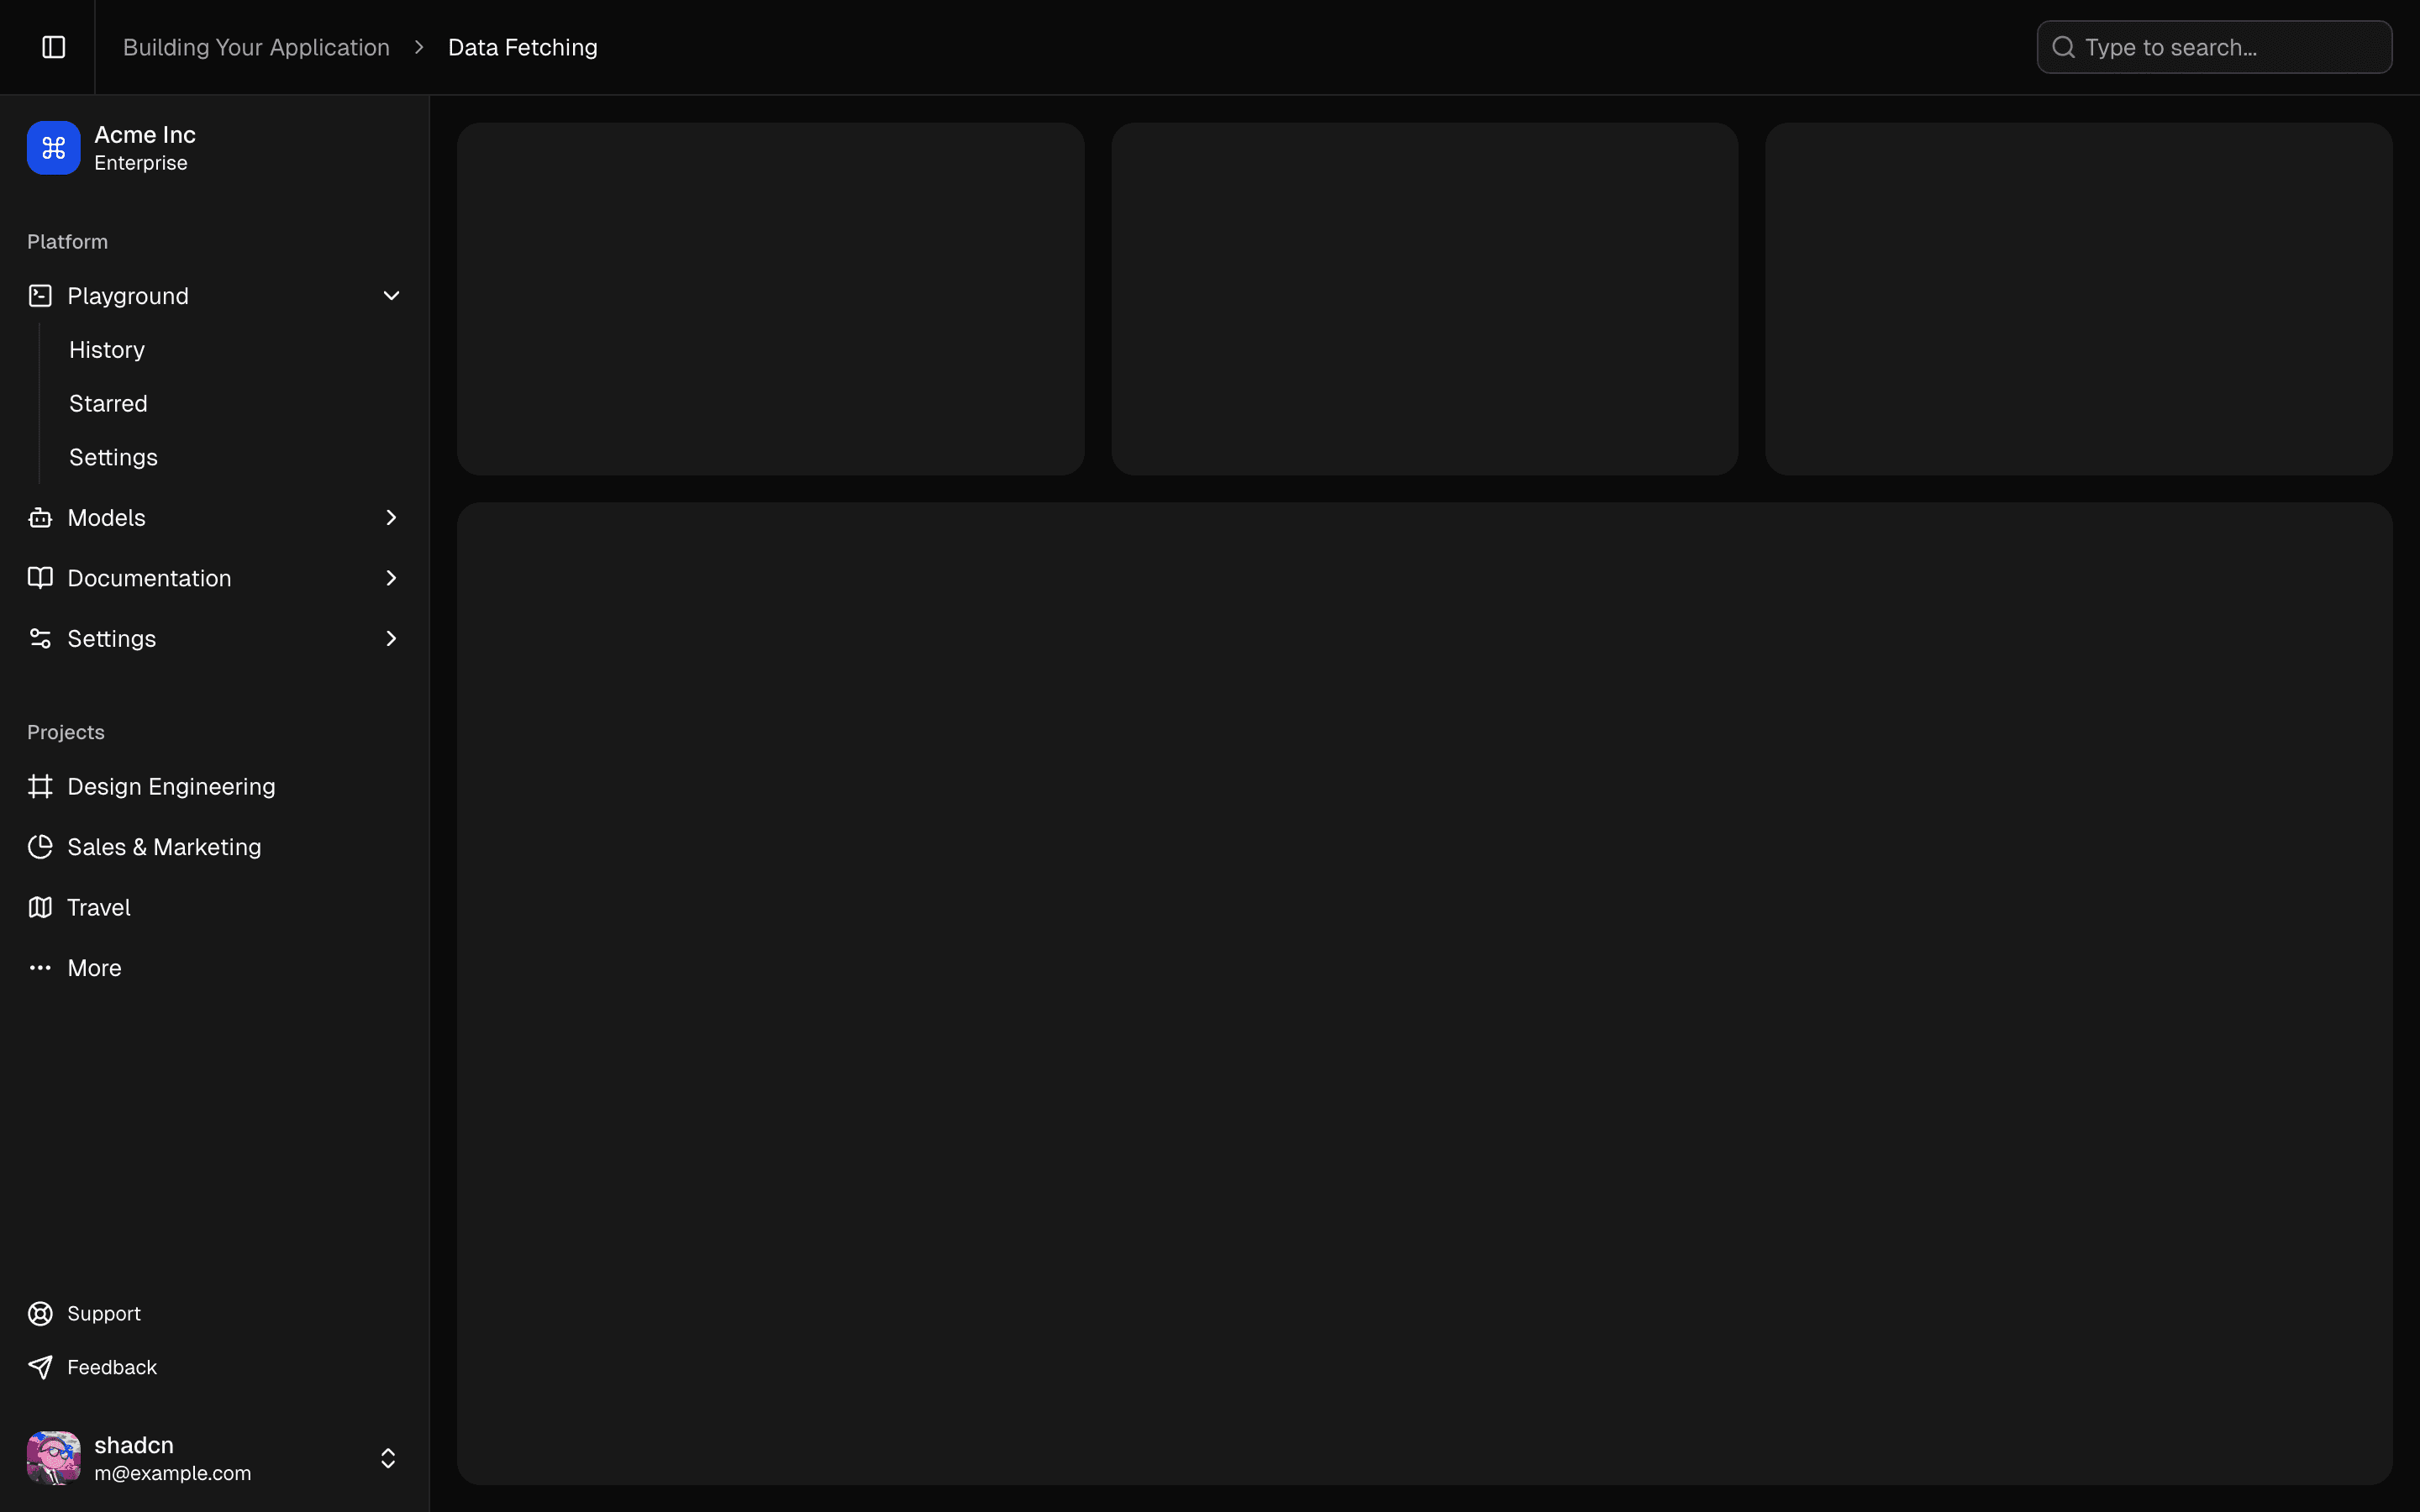 Building Your Application
Data Fetching
Type to search...
Acme Inc
Enterprise
Platform
Playground
History
Starred
Settings
Models
Documentation
Settings
Projects
Design Engineering
Sales & Marketing
Travel
More
Support
Feedback
shadcn
m@example.com